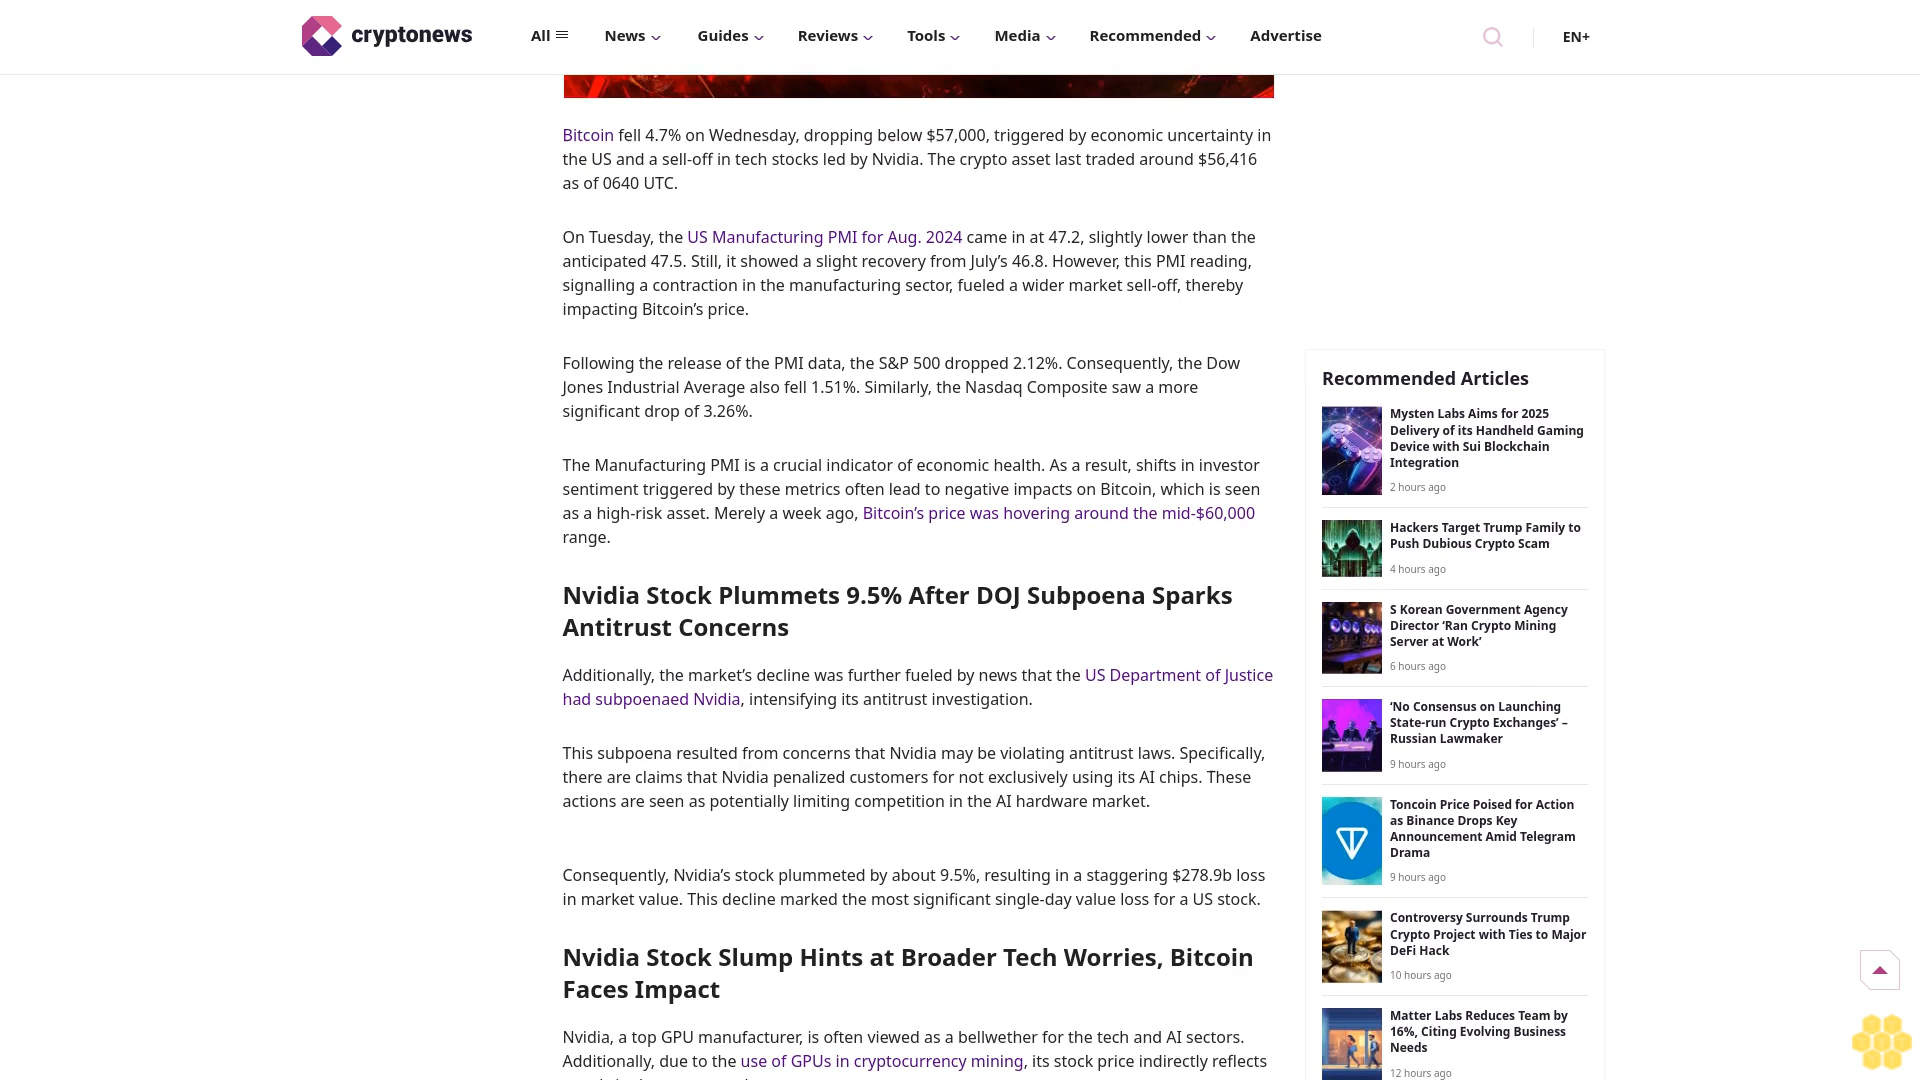 cryptonews
All News Guides Reviews Tools Media Recommended Advertise EN+
Bitcoin fell 4.7% on Wednesday, dropping below $57,000, triggered by economic uncertainty in
the US and a sell-off in tech stocks led by Nvidia. The crypto asset last traded around $56,416
as of 0640 UTC.
On Tuesday, the US Manufacturing PMI for Aug. 2024 came in at 47.2, slightly lower than the
anticipated 47.5. Still, it showed a slight recovery from July’s 46.8. However, this PMI reading,
signalling a contraction in the manufacturing sector, fueled a wider market sell-off, thereby
impacting Bitcoin’s price.
Following the release of the PMI data, the S&P 500 dropped 2.12%. Consequently, the Dow
Jones Industrial Average also fell 1.51%. Similarly, the Nasdaq Composite saw a more
significant drop of 3.26%.
The Manufacturing PMI is a crucial indicator of economic health. As a result, shifts in investor
sentiment triggered by these metrics often lead to negative impacts on Bitcoin, which is seen
as a high-risk asset. Merely a week ago, Bitcoin’s price was hovering around the mid-$60,000
range.
Nvidia Stock Plummets 9.5% After DOJ Subpoena Sparks
Antitrust Concerns
Additionally, the market’s decline was further fueled by news that the US Department of Justice
had subpoenaed Nvidia, intensifying its antitrust investigation.
This subpoena resulted from concerns that Nvidia may be violating antitrust laws. Specifically,
there are claims that Nvidia penalized customers for not exclusively using its AI chips. These
actions are seen as potentially limiting competition in the AI hardware market.
Consequently, Nvidia’s stock plummeted by about 9.5%, resulting in a staggering $278.9b loss
in market value. This decline marked the most significant single-day value loss for a US stock.
Nvidia Stock Slump Hints at Broader Tech Worries, Bitcoin
Faces Impact
Nvidia, a top GPU manufacturer, is often viewed as a bellwether for the tech and AI sectors.
Additionally, due to the use of GPUs in cryptocurrency mining, its stock price indirectly reflects
Recommended Articles
Mysten Labs Aims for 2025
Delivery of its Handheld Gaming
Device with Sui Blockchain
Integration
2 hours ago
Hackers Target Trump Family to
Push Dubious Crypto Scam
4 hours ago
S Korean Government Agency
Director ‘Ran Crypto Mining
Server at Work’
6 hours ago
‘No Consensus on Launching
State-run Crypto Exchanges’ –
Russian Lawmaker
9 hours ago
Toncoin Price Poised for Action
as Binance Drops Key
Announcement Amid Telegram
Drama
9 hours ago
Controversy Surrounds Trump
Crypto Project with Ties to Major
DeFi Hack
10 hours ago
Matter Labs Reduces Team by
16%, Citing Evolving Business
Needs
12 hours ago